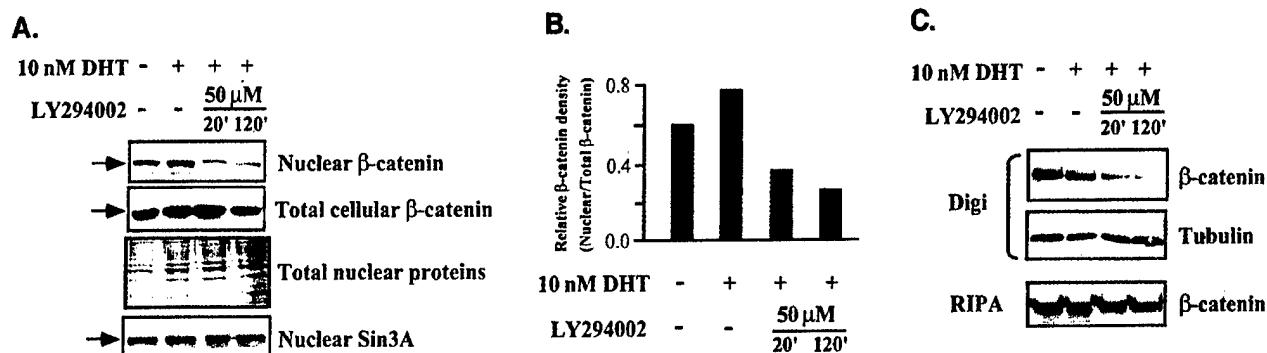 A.
10 nM DHT - + + +
50 μM
LY294002 - -
20' 120'
Nuclear β-catenin
Total cellular β-catenin
Total nuclear proteins
Nuclear Sin3A
B.
Relative β-catenin density
(Nuclear/Total β-catenin)
0.8
0.4
0.0
10 nM DHT - + + +
50 μM
LY294002 - -
20' 120'
C.
10 nM DHT - + + +
50 μM
LY294002 - -
20' 120'
Digi
β-catenin
Tubulin
RIPA
β-catenin